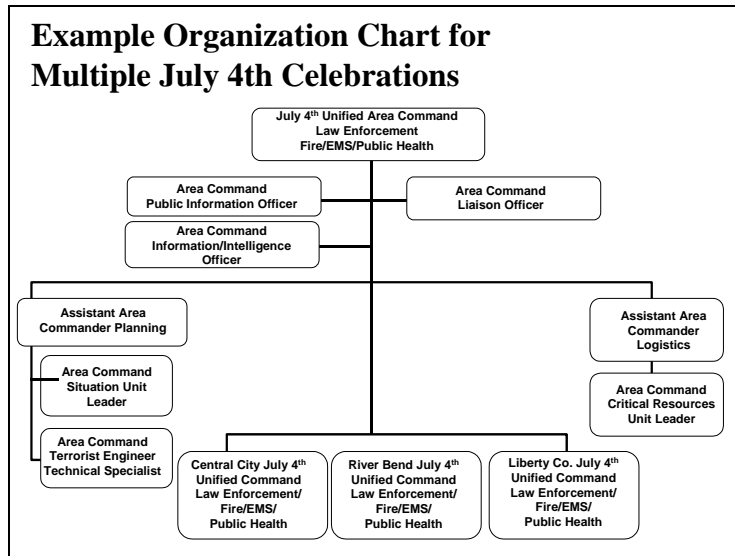 Example Organization Chart for
Multiple July 4th Celebrations
July 4th Unified Area Command
Law Enforcement
Fire/EMS/Public Health
Area Command
Public Information Officer
Area Command
Liaison Officer
Area Command
Information/Intelligence
Officer
Assistant Area
Commander Planning
Assistant Area
Commander
Logistics
Area Command
Situation Unit
Leader
Area Command
Critical Resources
Unit Leader
Area Command
Terrorist Engineer
Technical Specialist
Central City July 4th
Unified Command
Law Enforcement/
Fire/EMS/
Public Health
River Bend July 4th
Unified Command
Law Enforcement/
Fire/EMS/
Public Health
Liberty Co. July 4th
Unified Command
Law Enforcement/
Fire/EMS/
Public Health